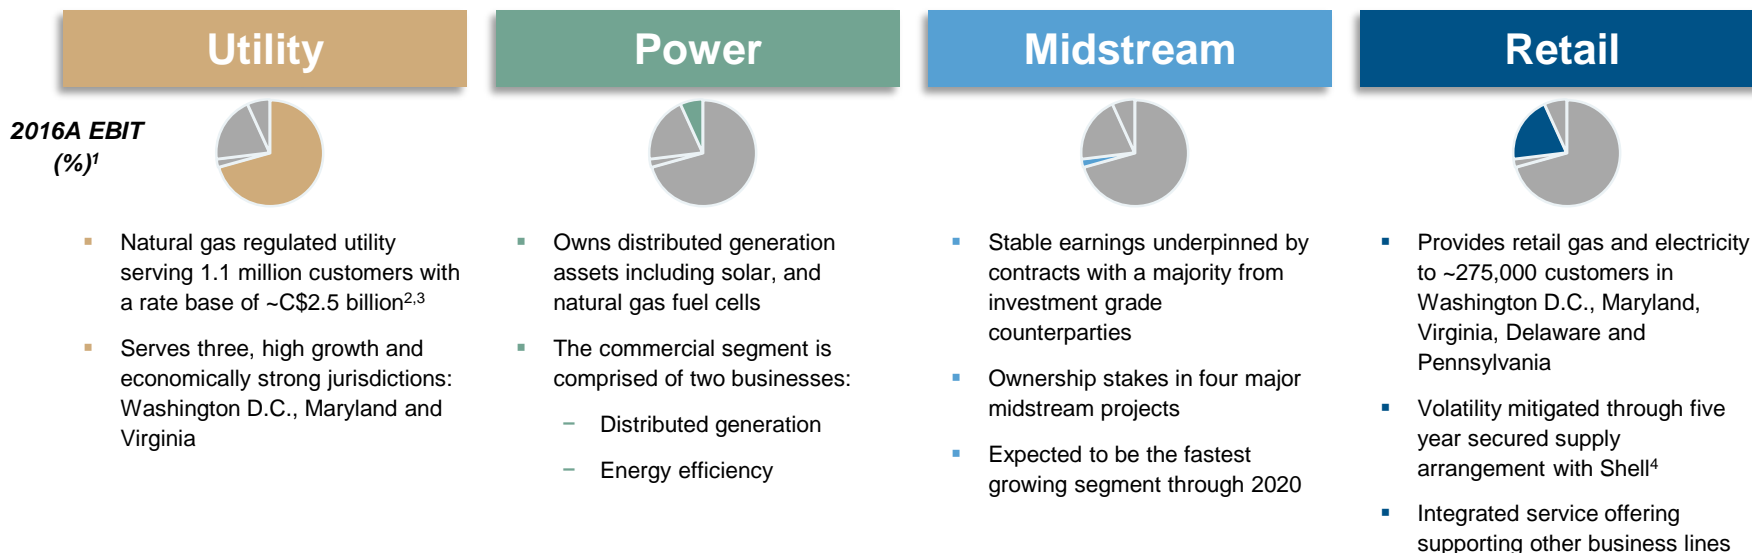 Utility
Power
Midstream
Retail
2016A EBIT
(%)1
▪ Natural gas regulated utility
serving 1.1 million customers with
a rate base of ~C$2.5 billion2,3
▪ Serves three, high growth and
economically strong jurisdictions:
Washington D.C., Maryland and
Virginia
▪ Owns distributed generation
assets including solar, and
natural gas fuel cells
▪ The commercial segment is
comprised of two businesses:
− Distributed generation
− Energy efficiency
▪ Stable earnings underpinned by
contracts with a majority from
investment grade
counterparties
▪ Ownership stakes in four major
midstream projects
▪ Expected to be the fastest
growing segment through 2020
▪ Provides retail gas and electricity
to ~275,000 customers in
Washington D.C., Maryland,
Virginia, Delaware and
Pennsylvania
▪ Volatility mitigated through five
year secured supply
arrangement with Shell4
▪ Integrated service offering
supporting other business lines